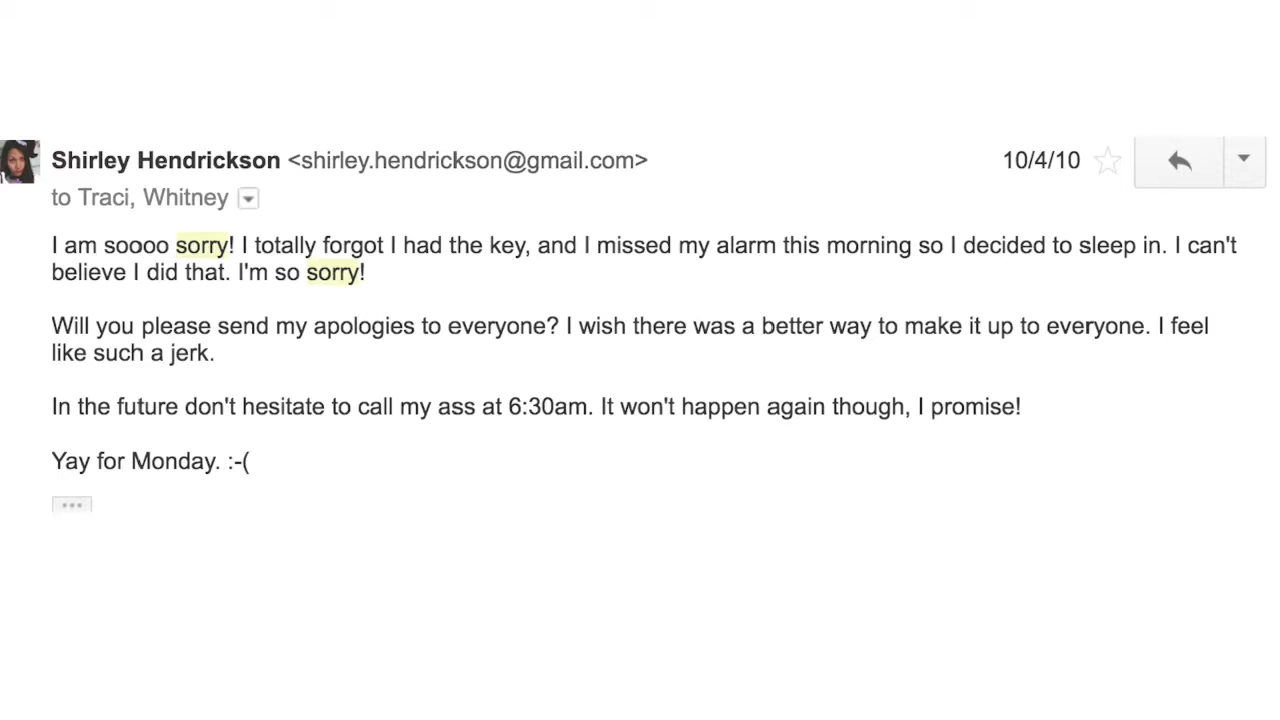 Shirley Hendrickson <shirley.hendrickson@gmail.com> 10/4/10
to Traci, Whitney
I am soooo sorry! I totally forgot I had the key, and I missed my alarm this morning so I decided to sleep in. I can't
believe I did that. I'm so sorry!
Will you please send my apologies to everyone? I wish there was a better way to make it up to everyone. I feel
like such a jerk.
In the future don't hesitate to call my ass at 6:30am. It won't happen again though, I promise!
Yay for Monday. :-(